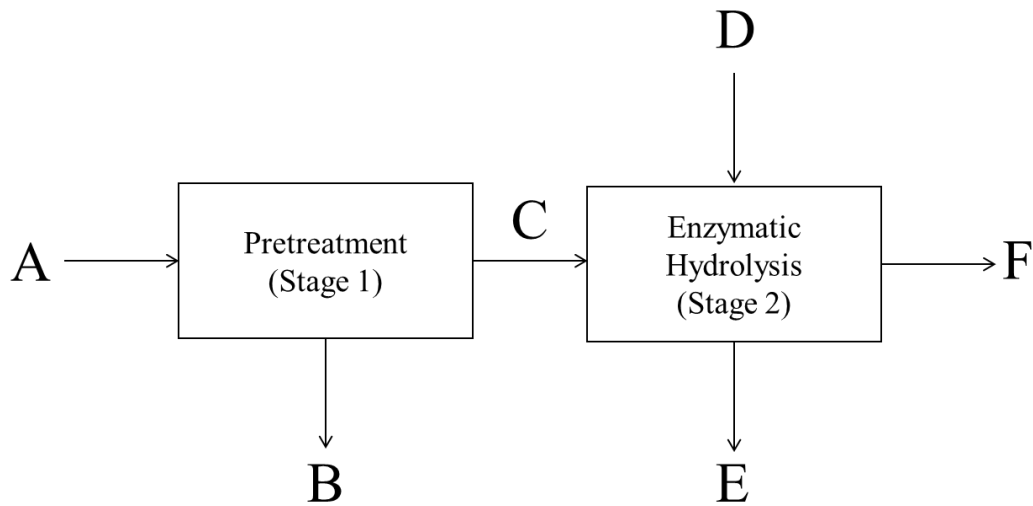 D
Pretreatment
(Stage 1)
C
Enzymatic
Hydrolysis
(Stage 2)
A
F
B
E